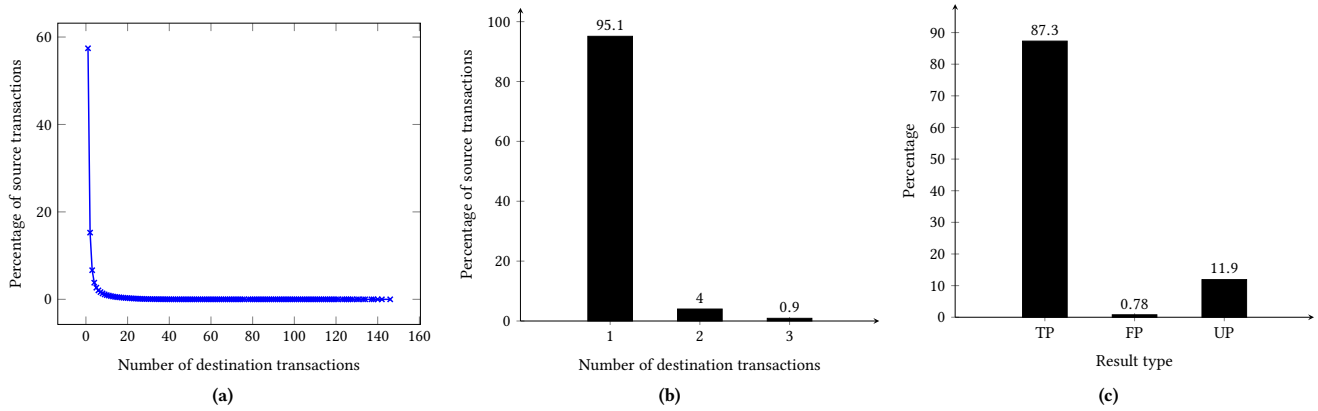 Percentage of source transactions
60
40
20
0
0 20 40 60 80 100 120 140 160
Number of destination transactions
(a)
Percentage of source transactions
100
80
60
40
20
0
95.1
4
0.9
1 2 3
Number of destination transactions
(b)
Percentage
90
80
70
60
50
40
30
20
10
0
87.3
0.78
11.9
TP FP UP
Result type
(c)